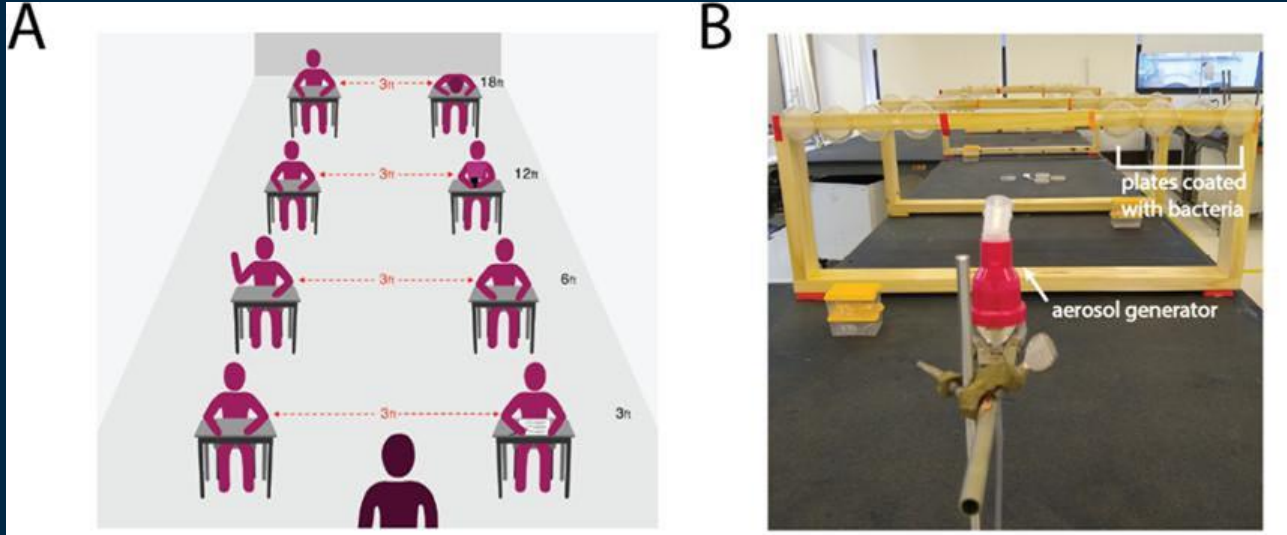 A
B
3ft
18ft
3ft
12ft
3ft
6ft
3ft
3ft
plates coated
with bacteria
aerosol generator